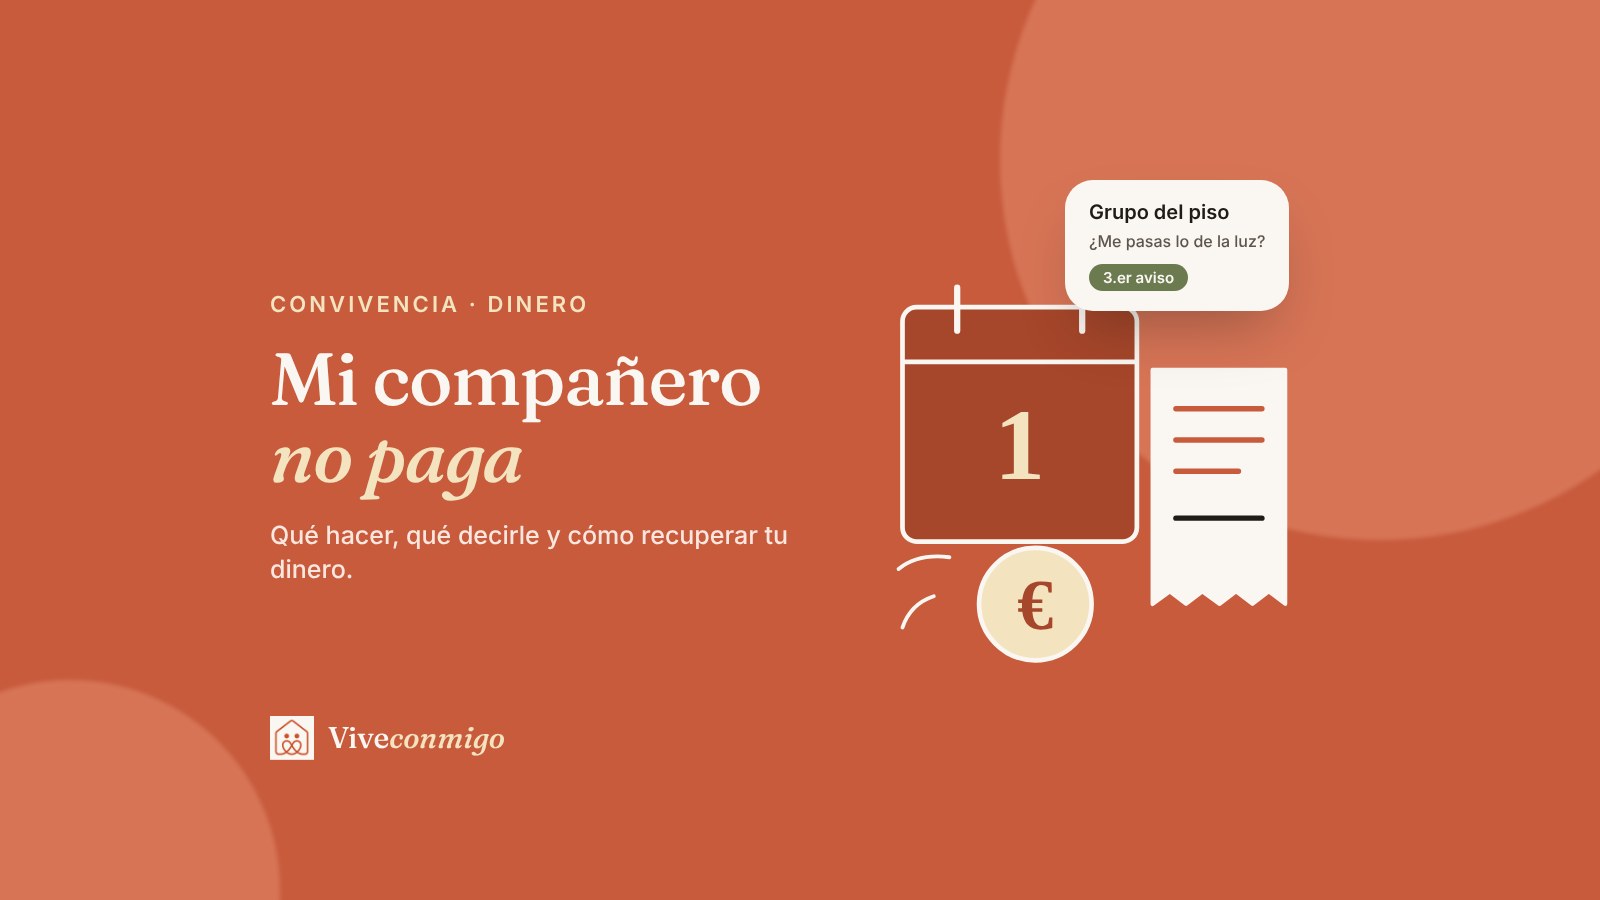 CONVIVENCIA · DINERO
Mi compañero
no paga
Qué hacer, qué decirle y cómo recuperar tu
dinero.
Viveconmigo
Grupo del piso
¿Me pasas lo de la luz?
3.er aviso
1
€